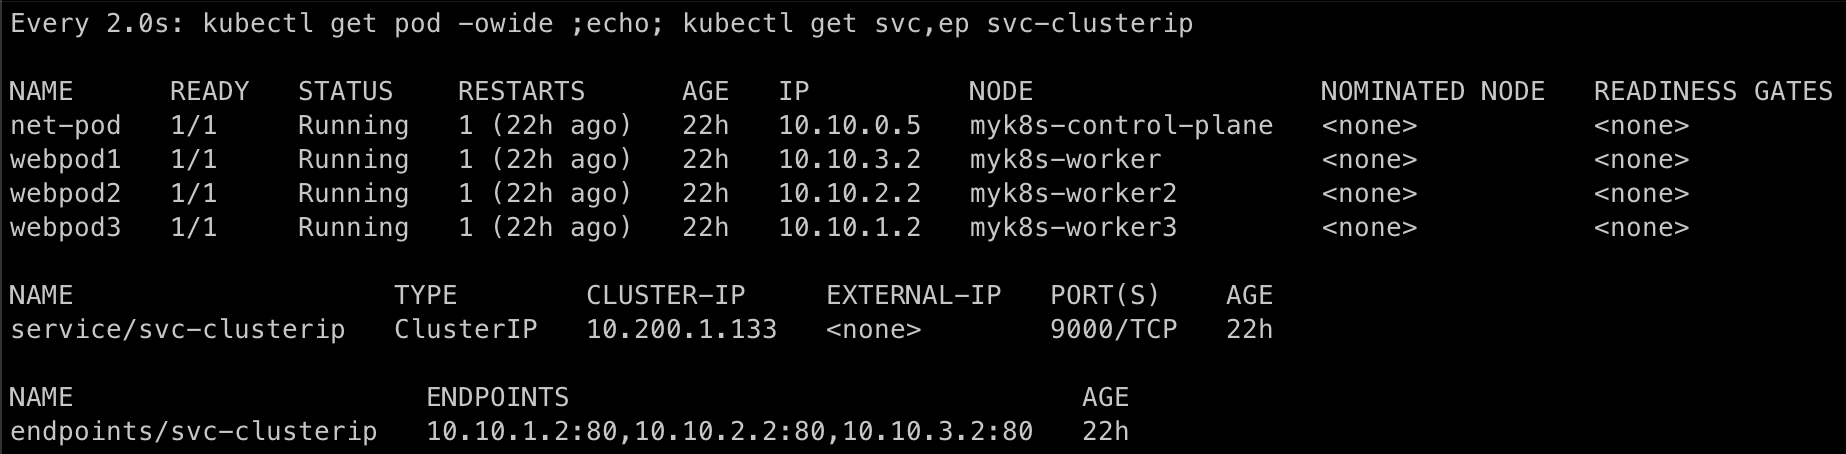 Every 2.0s: kubectl get pod -owide ;echo; kubectl get svc,ep svc-clusterip
NAME      READY   STATUS    RESTARTS      AGE   IP          NODE                  NOMINATED NODE   READINESS GATES
net-pod   1/1     Running   1 (22h ago)   22h   10.10.0.5   myk8s-control-plane   <none>           <none>
webpod1   1/1     Running   1 (22h ago)   22h   10.10.3.2   myk8s-worker          <none>           <none>
webpod2   1/1     Running   1 (22h ago)   22h   10.10.2.2   myk8s-worker2         <none>           <none>
webpod3   1/1     Running   1 (22h ago)   22h   10.10.1.2   myk8s-worker3         <none>           <none>
NAME                    TYPE        CLUSTER-IP     EXTERNAL-IP   PORT(S)    AGE
service/svc-clusterip   ClusterIP   10.200.1.133   <none>        9000/TCP   22h
NAME                      ENDPOINTS                                AGE
endpoints/svc-clusterip   10.10.1.2:80,10.10.2.2:80,10.10.3.2:80   22h